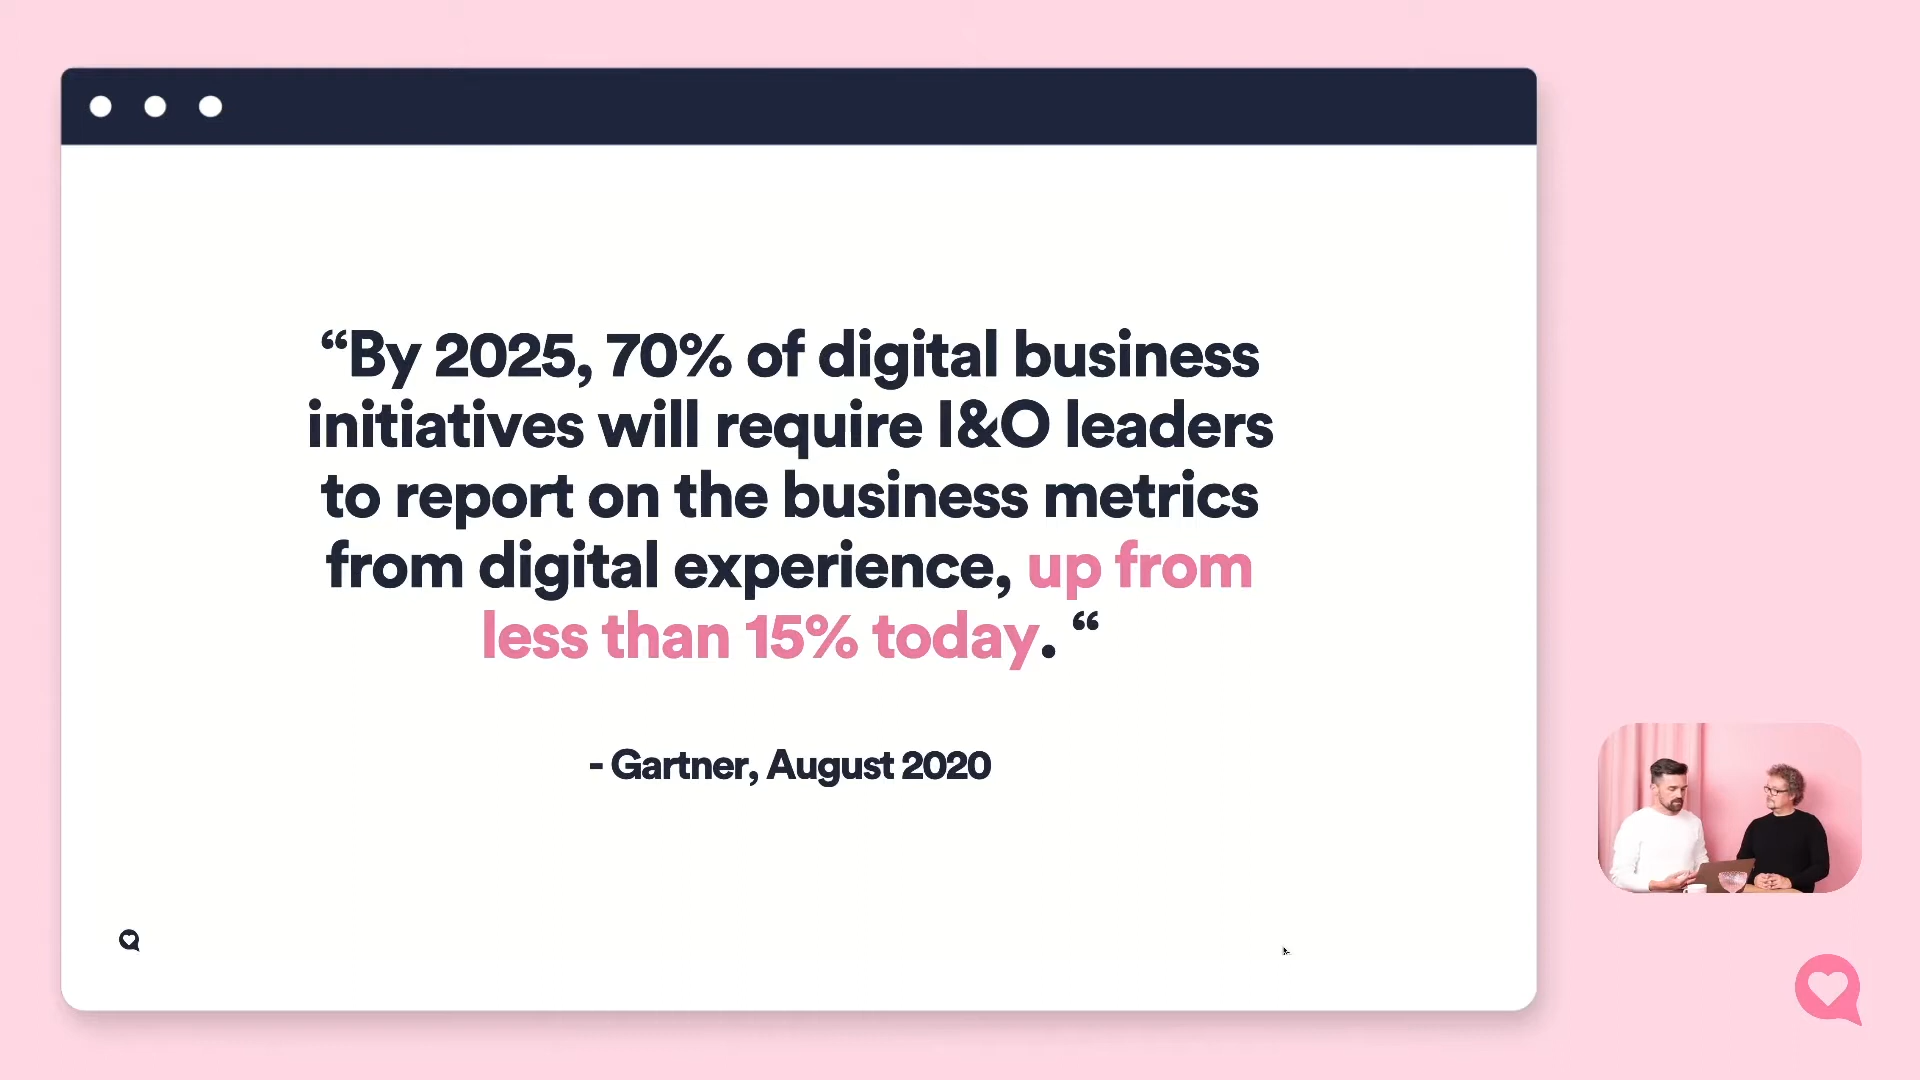 “By 2025, 70% of digital business
initiatives will require I&O leaders
to report on the business metrics
from digital experience, up from
less than 15% today. “
- Gartner, August 2020